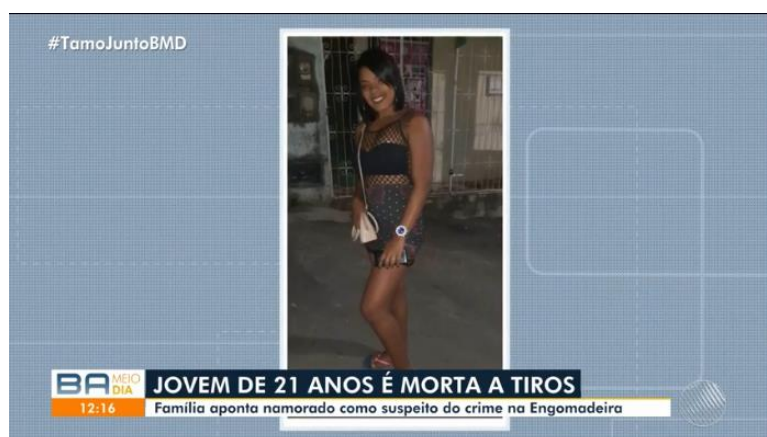 #TamoJuntoBMD
BA MEIO DIA
JOVEM DE 21 ANOS É MORTA A TIROS
12:16
Família aponta namorado como suspeito do crime na Engomadeira